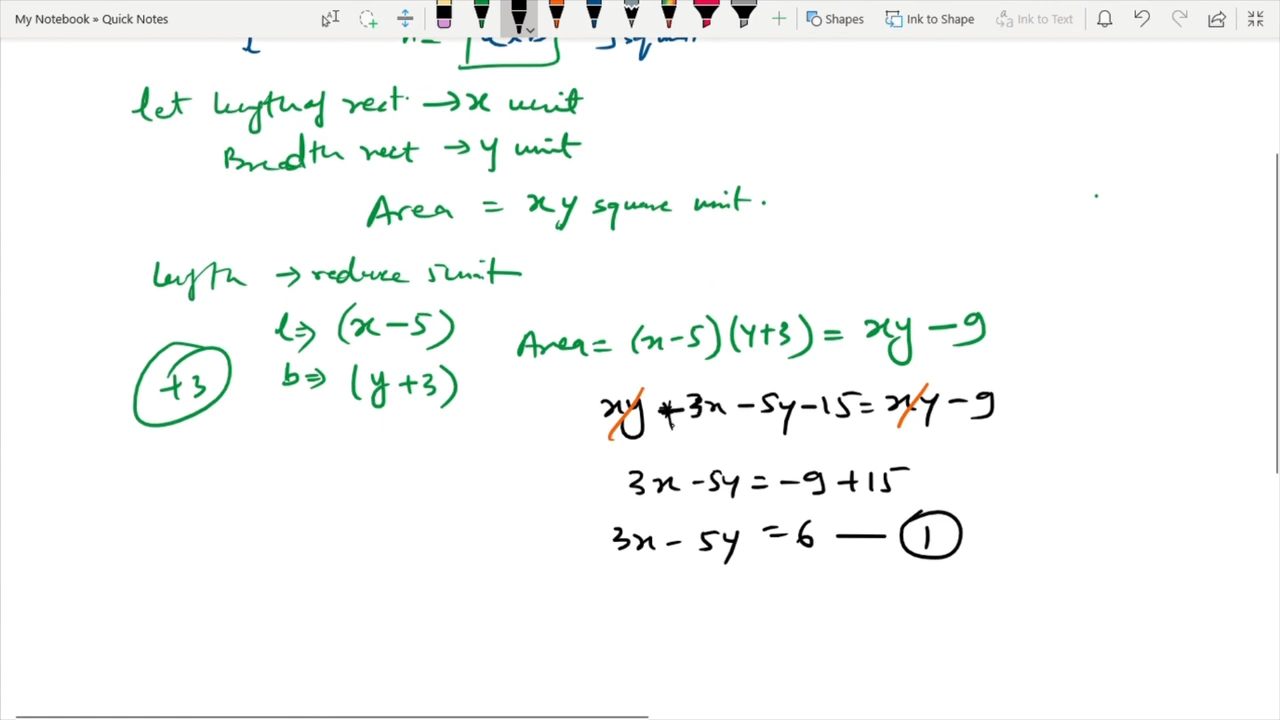 My Notebook » Quick Notes
Shapes Ink to Shape Ink to Text
let length of rect. → x unit
Breadth rect → y unit
Area = xy square unit.
length → reduce 5unit
l ⇒ (x-5)
+3
b ⇒ (y+3)
Area = (x-5)(y+3) = xy - 9
xy + 3x - 5y - 15 = xy - 9
3x - 5y = -9 + 15
3x - 5y = 6 — 1